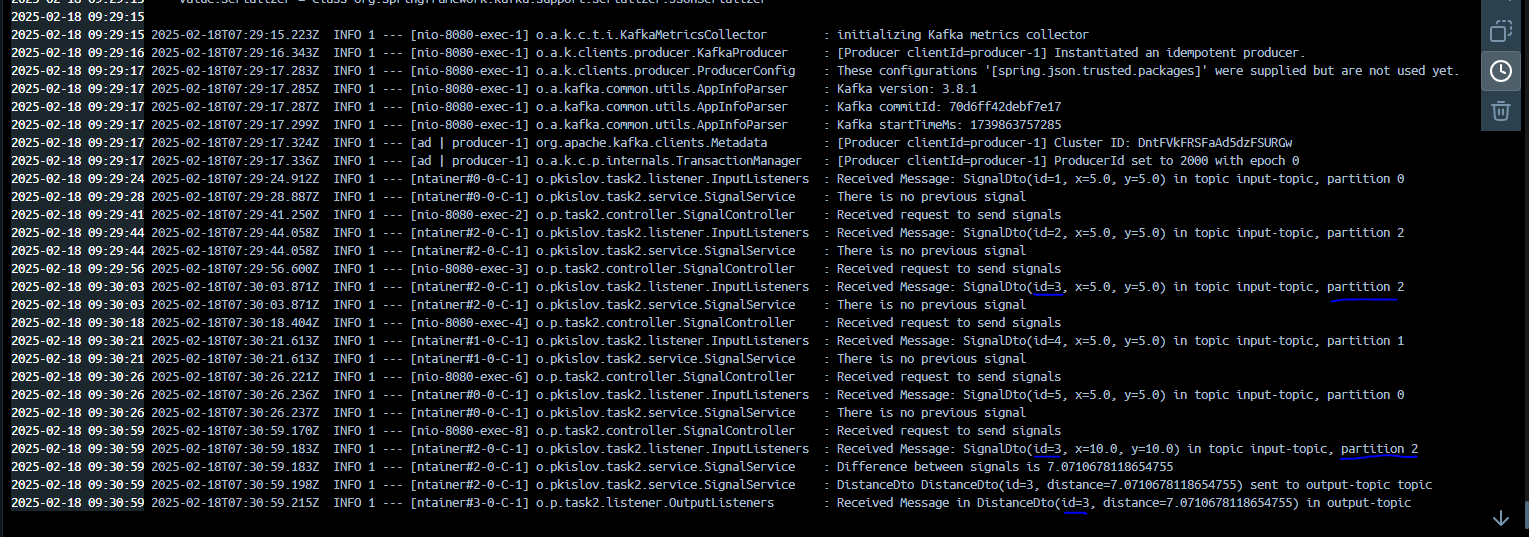 2025-02-18 09:29:15 value.serializer = class org.springframework.kafka.support.serializer.JsonSerializer
2025-02-18 09:29:15
2025-02-18 09:29:15 2025-02-18T07:29:15.223Z  INFO 1 --- [nio-8080-exec-1] o.a.k.c.t.i.KafkaMetricsCollector        : initializing Kafka metrics collector
2025-02-18 09:29:16 2025-02-18T07:29:16.343Z  INFO 1 --- [nio-8080-exec-1] o.a.k.clients.producer.KafkaProducer     : [Producer clientId=producer-1] Instantiated an idempotent producer.
2025-02-18 09:29:17 2025-02-18T07:29:17.283Z  INFO 1 --- [nio-8080-exec-1] o.a.k.clients.producer.ProducerConfig    : These configurations '[spring.json.trusted.packages]' were supplied but are not used yet.
2025-02-18 09:29:17 2025-02-18T07:29:17.285Z  INFO 1 --- [nio-8080-exec-1] o.a.kafka.common.utils.AppInfoParser     : Kafka version: 3.8.1
2025-02-18 09:29:17 2025-02-18T07:29:17.287Z  INFO 1 --- [nio-8080-exec-1] o.a.kafka.common.utils.AppInfoParser     : Kafka commitId: 70d6ff42debf7e17
2025-02-18 09:29:17 2025-02-18T07:29:17.299Z  INFO 1 --- [nio-8080-exec-1] o.a.kafka.common.utils.AppInfoParser     : Kafka startTimeMs: 1739863757285
2025-02-18 09:29:17 2025-02-18T07:29:17.324Z  INFO 1 --- [ad | producer-1] org.apache.kafka.clients.Metadata        : [Producer clientId=producer-1] Cluster ID: DntFVkFRSFaAd5dzFSURGw
2025-02-18 09:29:17 2025-02-18T07:29:17.336Z  INFO 1 --- [ad | producer-1] o.a.k.c.p.internals.TransactionManager   : [Producer clientId=producer-1] ProducerId set to 2000 with epoch 0
2025-02-18 09:29:24 2025-02-18T07:29:24.912Z  INFO 1 --- [ntainer#0-0-C-1] o.pkislov.task2.listener.InputListeners  : Received Message: SignalDto(id=1, x=5.0, y=5.0) in topic input-topic, partition 0
2025-02-18 09:29:28 2025-02-18T07:29:28.887Z  INFO 1 --- [ntainer#0-0-C-1] o.pkislov.task2.service.SignalService    : There is no previous signal
2025-02-18 09:29:41 2025-02-18T07:29:41.250Z  INFO 1 --- [nio-8080-exec-2] o.p.task2.controller.SignalController    : Received request to send signals
2025-02-18 09:29:44 2025-02-18T07:29:44.058Z  INFO 1 --- [ntainer#2-0-C-1] o.pkislov.task2.listener.InputListeners  : Received Message: SignalDto(id=2, x=5.0, y=5.0) in topic input-topic, partition 2
2025-02-18 09:29:44 2025-02-18T07:29:44.058Z  INFO 1 --- [ntainer#2-0-C-1] o.pkislov.task2.service.SignalService    : There is no previous signal
2025-02-18 09:29:56 2025-02-18T07:29:56.600Z  INFO 1 --- [nio-8080-exec-3] o.p.task2.controller.SignalController    : Received request to send signals
2025-02-18 09:30:03 2025-02-18T07:30:03.871Z  INFO 1 --- [ntainer#2-0-C-1] o.pkislov.task2.listener.InputListeners  : Received Message: SignalDto(id=3, x=5.0, y=5.0) in topic input-topic, partition 2
2025-02-18 09:30:03 2025-02-18T07:30:03.871Z  INFO 1 --- [ntainer#2-0-C-1] o.pkislov.task2.service.SignalService    : There is no previous signal
2025-02-18 09:30:18 2025-02-18T07:30:18.404Z  INFO 1 --- [nio-8080-exec-4] o.p.task2.controller.SignalController    : Received request to send signals
2025-02-18 09:30:21 2025-02-18T07:30:21.613Z  INFO 1 --- [ntainer#1-0-C-1] o.pkislov.task2.listener.InputListeners  : Received Message: SignalDto(id=4, x=5.0, y=5.0) in topic input-topic, partition 1
2025-02-18 09:30:21 2025-02-18T07:30:21.613Z  INFO 1 --- [ntainer#1-0-C-1] o.pkislov.task2.service.SignalService    : There is no previous signal
2025-02-18 09:30:26 2025-02-18T07:30:26.221Z  INFO 1 --- [nio-8080-exec-6] o.p.task2.controller.SignalController    : Received request to send signals
2025-02-18 09:30:26 2025-02-18T07:30:26.236Z  INFO 1 --- [ntainer#0-0-C-1] o.pkislov.task2.listener.InputListeners  : Received Message: SignalDto(id=5, x=5.0, y=5.0) in topic input-topic, partition 0
2025-02-18 09:30:26 2025-02-18T07:30:26.237Z  INFO 1 --- [ntainer#0-0-C-1] o.pkislov.task2.service.SignalService    : There is no previous signal
2025-02-18 09:30:59 2025-02-18T07:30:59.170Z  INFO 1 --- [nio-8080-exec-8] o.p.task2.controller.SignalController    : Received request to send signals
2025-02-18 09:30:59 2025-02-18T07:30:59.183Z  INFO 1 --- [ntainer#2-0-C-1] o.pkislov.task2.listener.InputListeners  : Received Message: SignalDto(id=3, x=10.0, y=10.0) in topic input-topic, partition 2
2025-02-18 09:30:59 2025-02-18T07:30:59.183Z  INFO 1 --- [ntainer#2-0-C-1] o.pkislov.task2.service.SignalService    : Difference between signals is 7.0710678118654755
2025-02-18 09:30:59 2025-02-18T07:30:59.198Z  INFO 1 --- [ntainer#2-0-C-1] o.pkislov.task2.service.SignalService    : DistanceDto DistanceDto(id=3, distance=7.0710678118654755) sent to output-topic topic
2025-02-18 09:30:59 2025-02-18T07:30:59.215Z  INFO 1 --- [ntainer#3-0-C-1] o.p.task2.listener.OutputListeners       : Received Message in DistanceDto(id=3, distance=7.0710678118654755) in output-topic